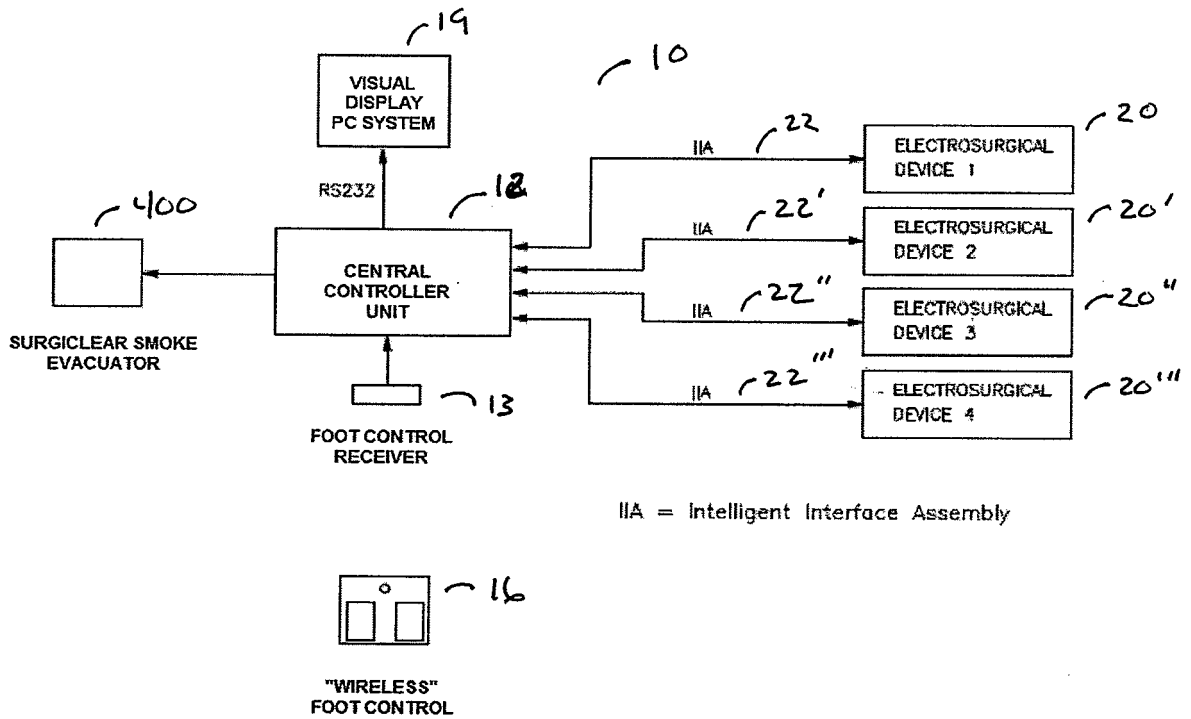 19
10
VISUAL
DISPLAY
PC SYSTEM
22
20
IIA
ELECTROSURGICAL
DEVICE 1
RS232
400
22'
20'
IIA
ELECTROSURGICAL
DEVICE 2
CENTRAL
CONTROLLER
UNIT
22"
20"
IIA
ELECTROSURGICAL
DEVICE 3
SURGICLEAR SMOKE
EVACUATOR
22'''
20'''
IIA
ELECTROSURGICAL
DEVICE 4
13
FOOT CONTROL
RECEIVER
IIA = Intelligent Interface Assembly
16
"WIRELESS"
FOOT CONTROL